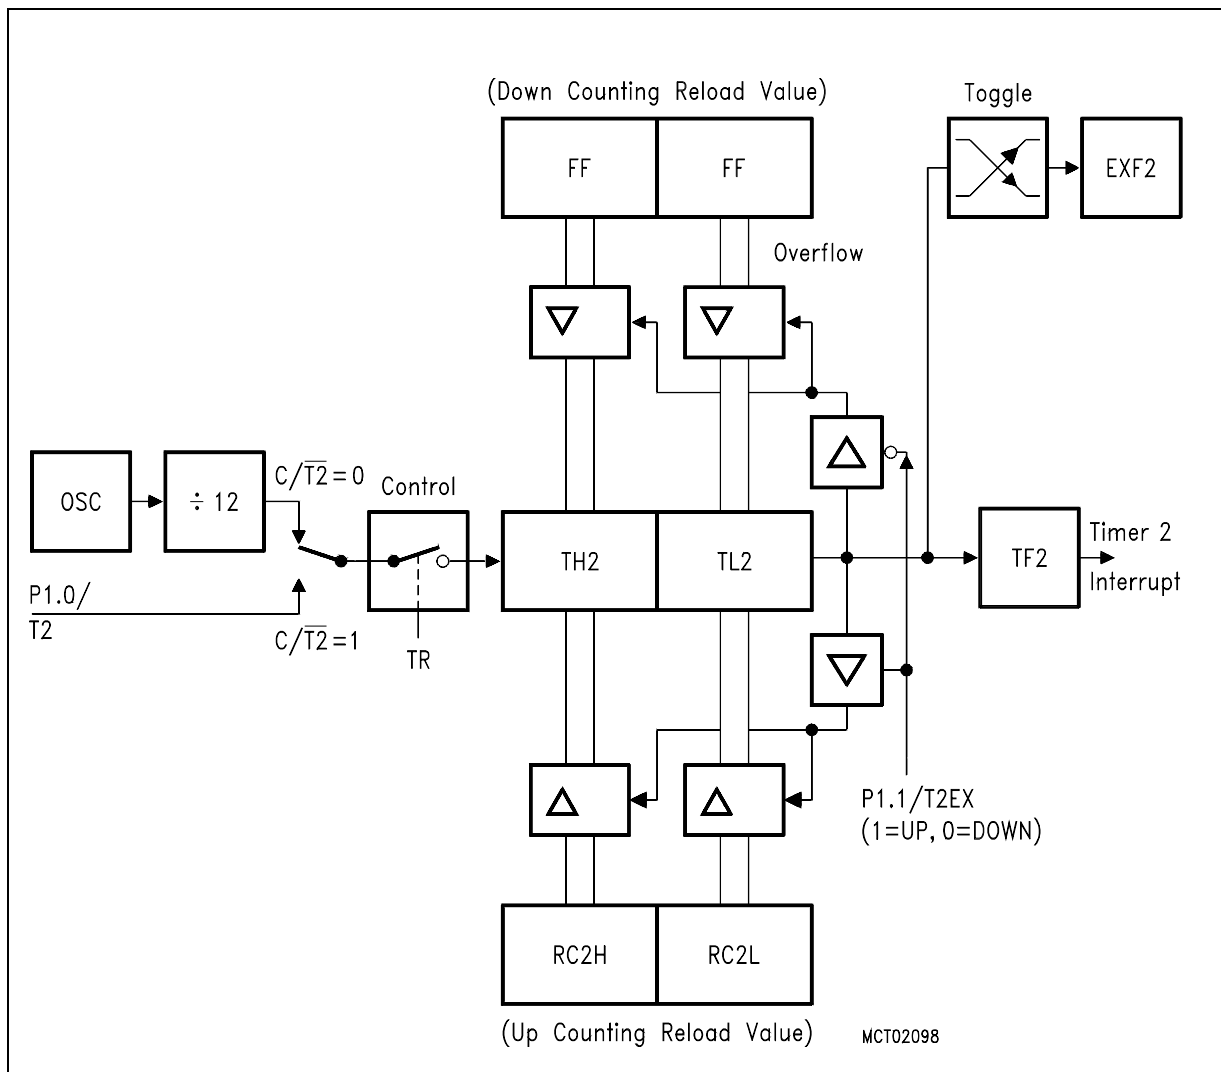 (Down Counting Reload Value)
Toggle
FF
FF
EXF2
Overflow
OSC
÷ 12
C/T̅2̅=0
Control
TH2
TL2
TF2
Timer 2
Interrupt
P1.0/
T2
C/T̅2̅=1
TR
P1.1/T2EX
(1=UP, 0=DOWN)
RC2H
RC2L
(Up Counting Reload Value)
MCT02098